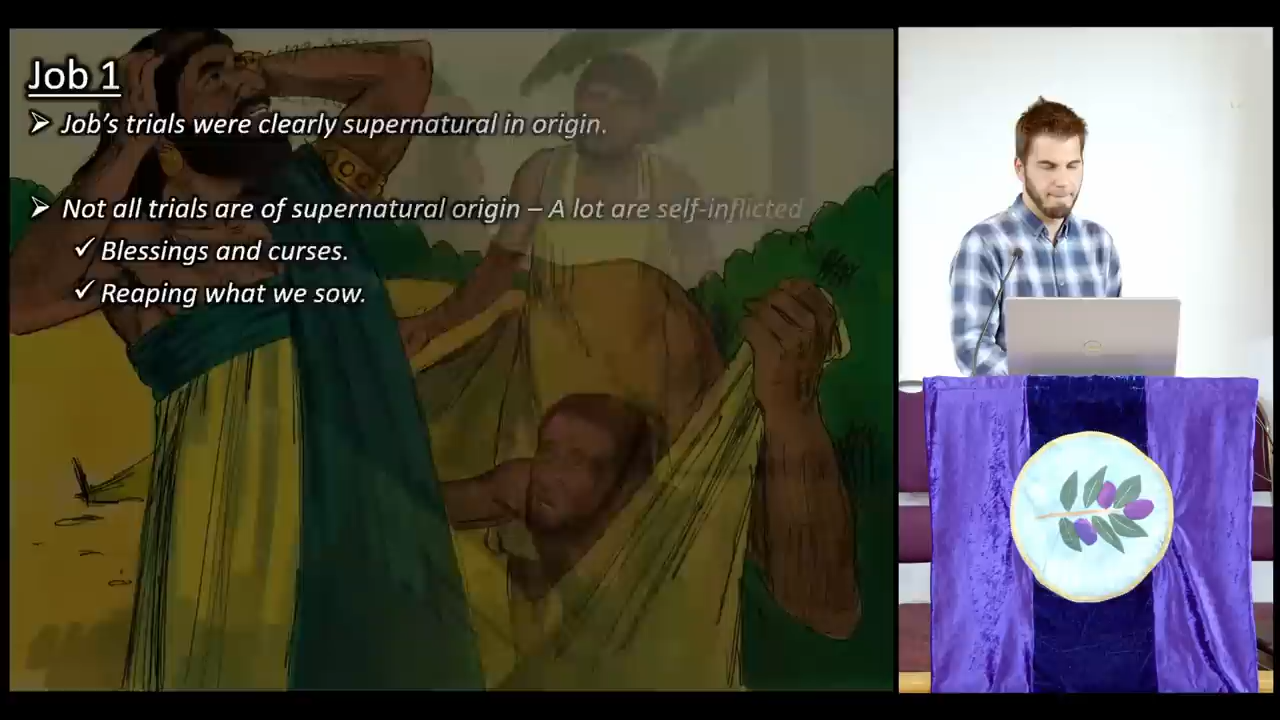 Job 1
➢ Job's trials were clearly supernatural in origin.
➢ Not all trials are of supernatural origin – A lot are self-inflicted
✓ Blessings and curses.
✓ Reaping what we sow.